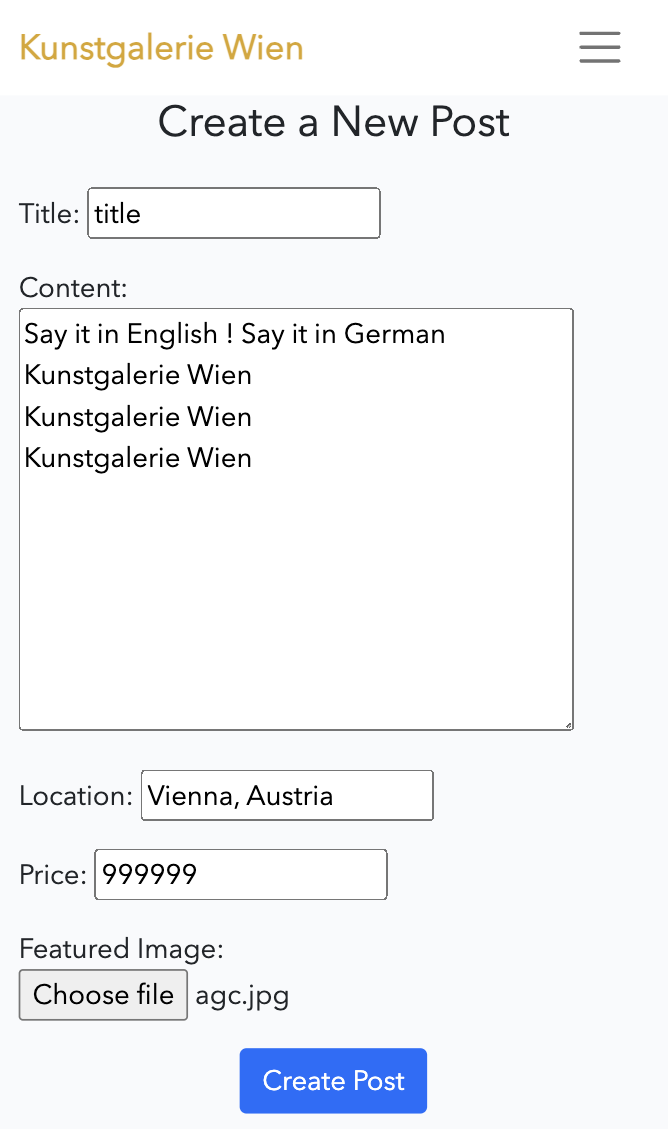 Kunstgalerie Wien
Create a New Post
Title: title
Content:
Say it in English ! Say it in German
Kunstgalerie Wien
Kunstgalerie Wien
Kunstgalerie Wien
Location: Vienna, Austria
Price: 999999
Featured Image:
Choose file agc.jpg
Create Post